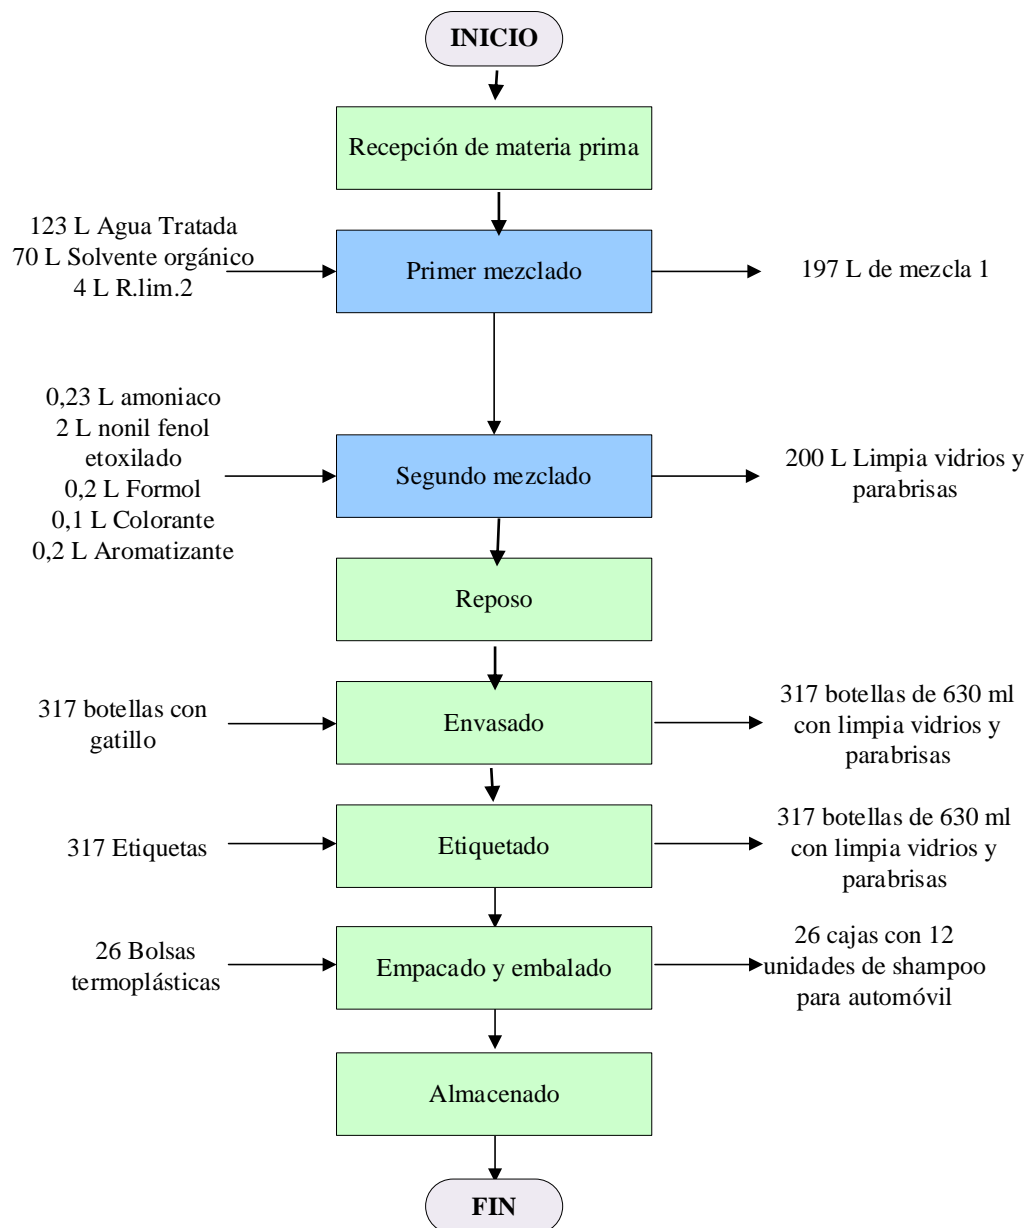 INICIO
Recepción de materia prima
123 L Agua Tratada
70 L Solvente orgánico
4 L R.lim.2
Primer mezclado
197 L de mezcla 1
0,23 L amoniaco
2 L nonil fenol
etoxilado
0,2 L Formol
0,1 L Colorante
0,2 L Aromatizante
Segundo mezclado
200 L Limpia vidrios y
parabrisas
Reposo
317 botellas con
gatillo
Envasado
317 botellas de 630 ml
con limpia vidrios y
parabrisas
317 Etiquetas
Etiquetado
317 botellas de 630 ml
con limpia vidrios y
parabrisas
26 Bolsas
termoplásticas
Empacado y embalado
26 cajas con 12
unidades de shampoo
para automóvil
Almacenado
FIN